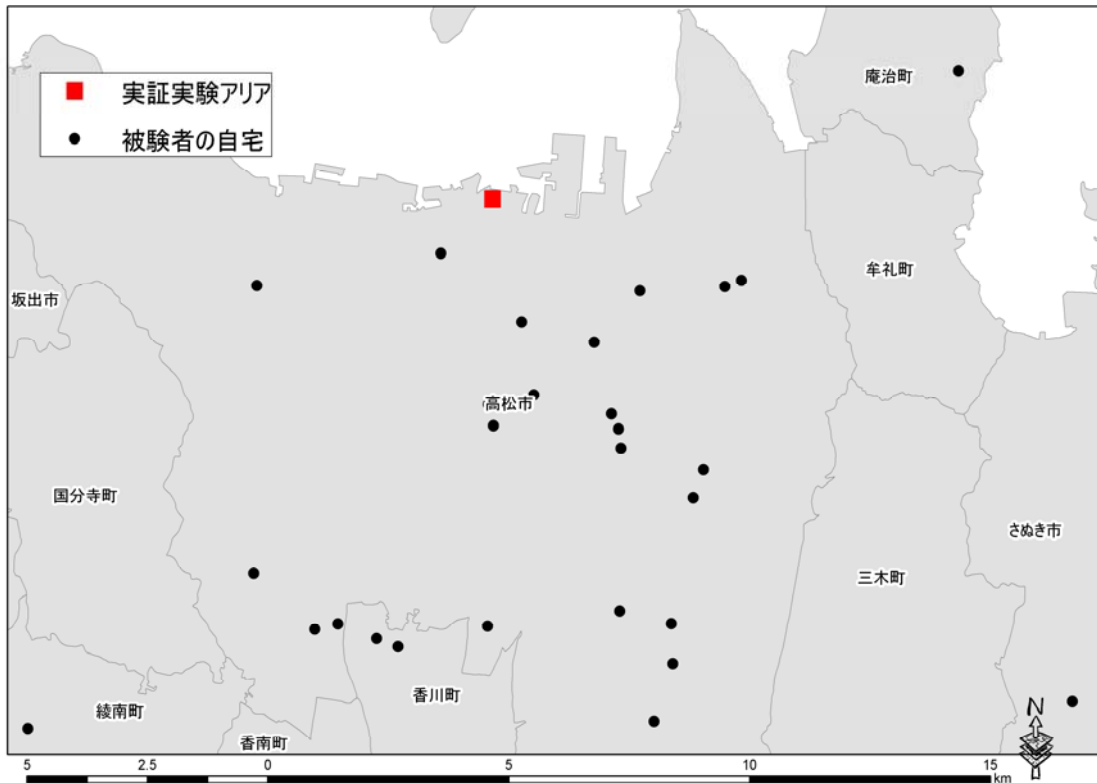 庵治町
実証実験アリア
被験者の自宅
牟礼町
坂出市
高松市
国分寺町
さぬき市
三木町
香川町
綾南町
香南町
N
5 2.5 0 5 10 15
km